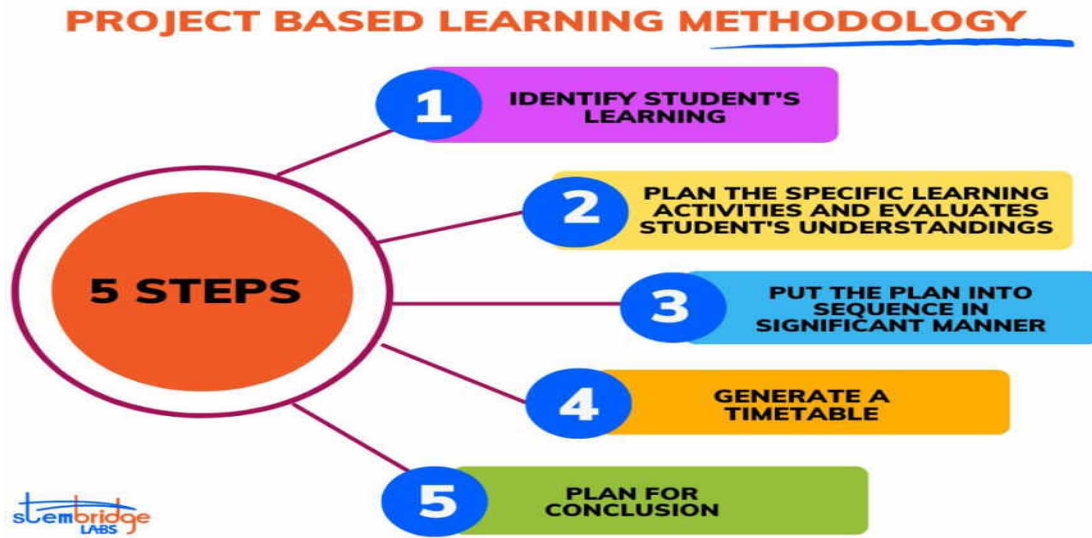 PROJECT BASED LEARNING METHODOLOGY
1
IDENTIFY STUDENT'S
LEARNING
2
PLAN THE SPECIFIC LEARNING
ACTIVITIES AND EVALUATES
STUDENT'S UNDERSTANDINGS
5 STEPS
3
PUT THE PLAN INTO
SEQUENCE IN
SIGNIFICANT MANNER
4
GENERATE A
TIMETABLE
5
PLAN FOR
CONCLUSION
stembridge
LABS